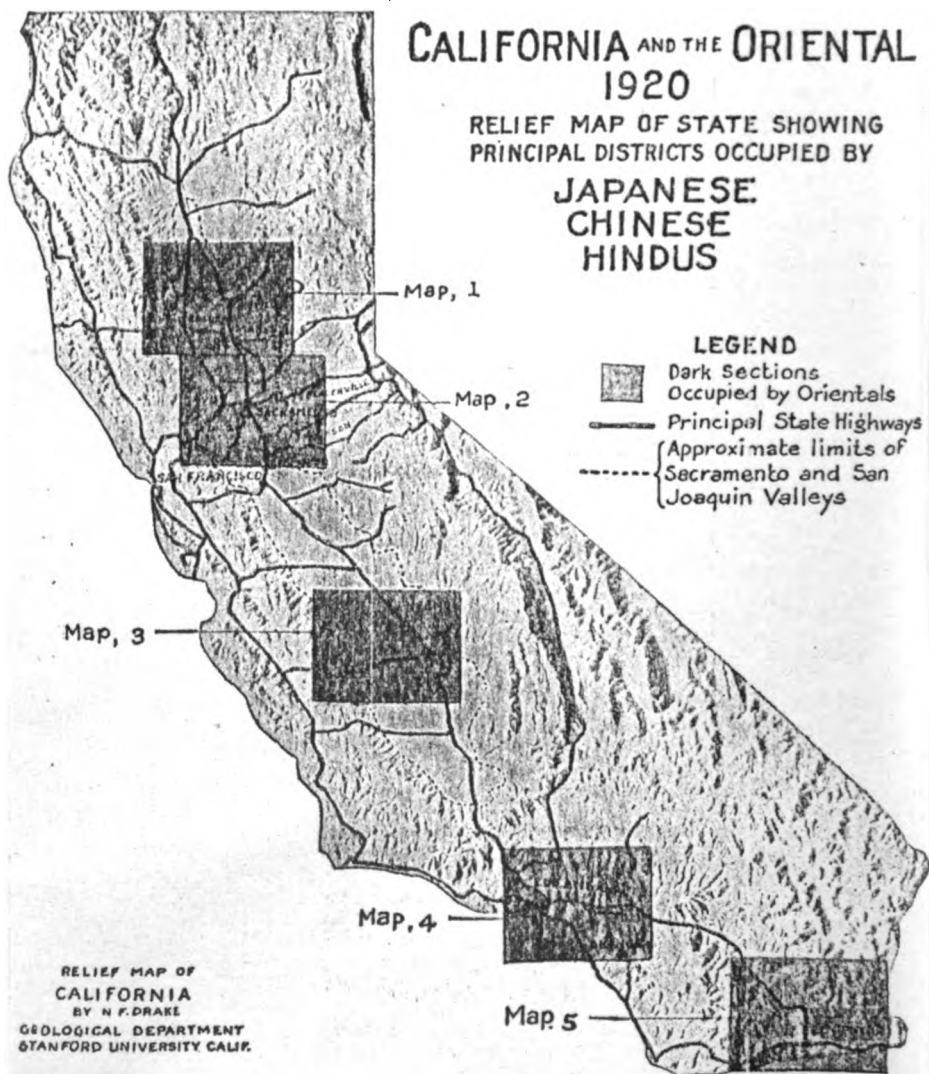 CALIFORNIA AND THE ORIENTAL
1920
RELIEF MAP OF STATE SHOWING
PRINCIPAL DISTRICTS OCCUPIED BY
JAPANESE
CHINESE
HINDUS
Map, 1
LEGEND
Dark Sections
Occupied by Orientals
Principal State Highways
Approximate limits of
Sacramento and San
Joaquin Valleys
Map, 2
SACRAMENTO
SAN FRANCISCO
Map, 3
Map, 4
Map, 5
RELIEF MAP OF
CALIFORNIA
BY N F. DRAKE
GEOLOGICAL DEPARTMENT
STANFORD UNIVERSITY CALIF.